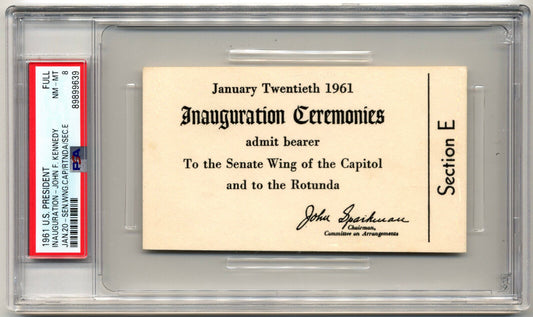 1961 U.S. PRESIDENT
INAUGURATION - JOHN F. KENNEDY
JAN.20-SEN.WNG.CAP/RTNDA/SEC.E
FULL
NM - MT
8
89899639
PSA
January Twentieth 1961
Inauguration Ceremonies
admit bearer
To the Senate Wing of the Capitol
and to the Rotunda
John Sparkman
Chairman,
Committee on Arrangements
Section E